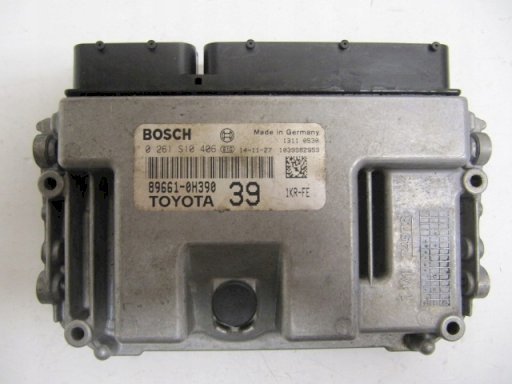 BOSCH Made in Germany
1311 0530
0 261 S10 406 14-11-27 1039S82953
89661-0H390 39 1KR-FE
TOYOTA